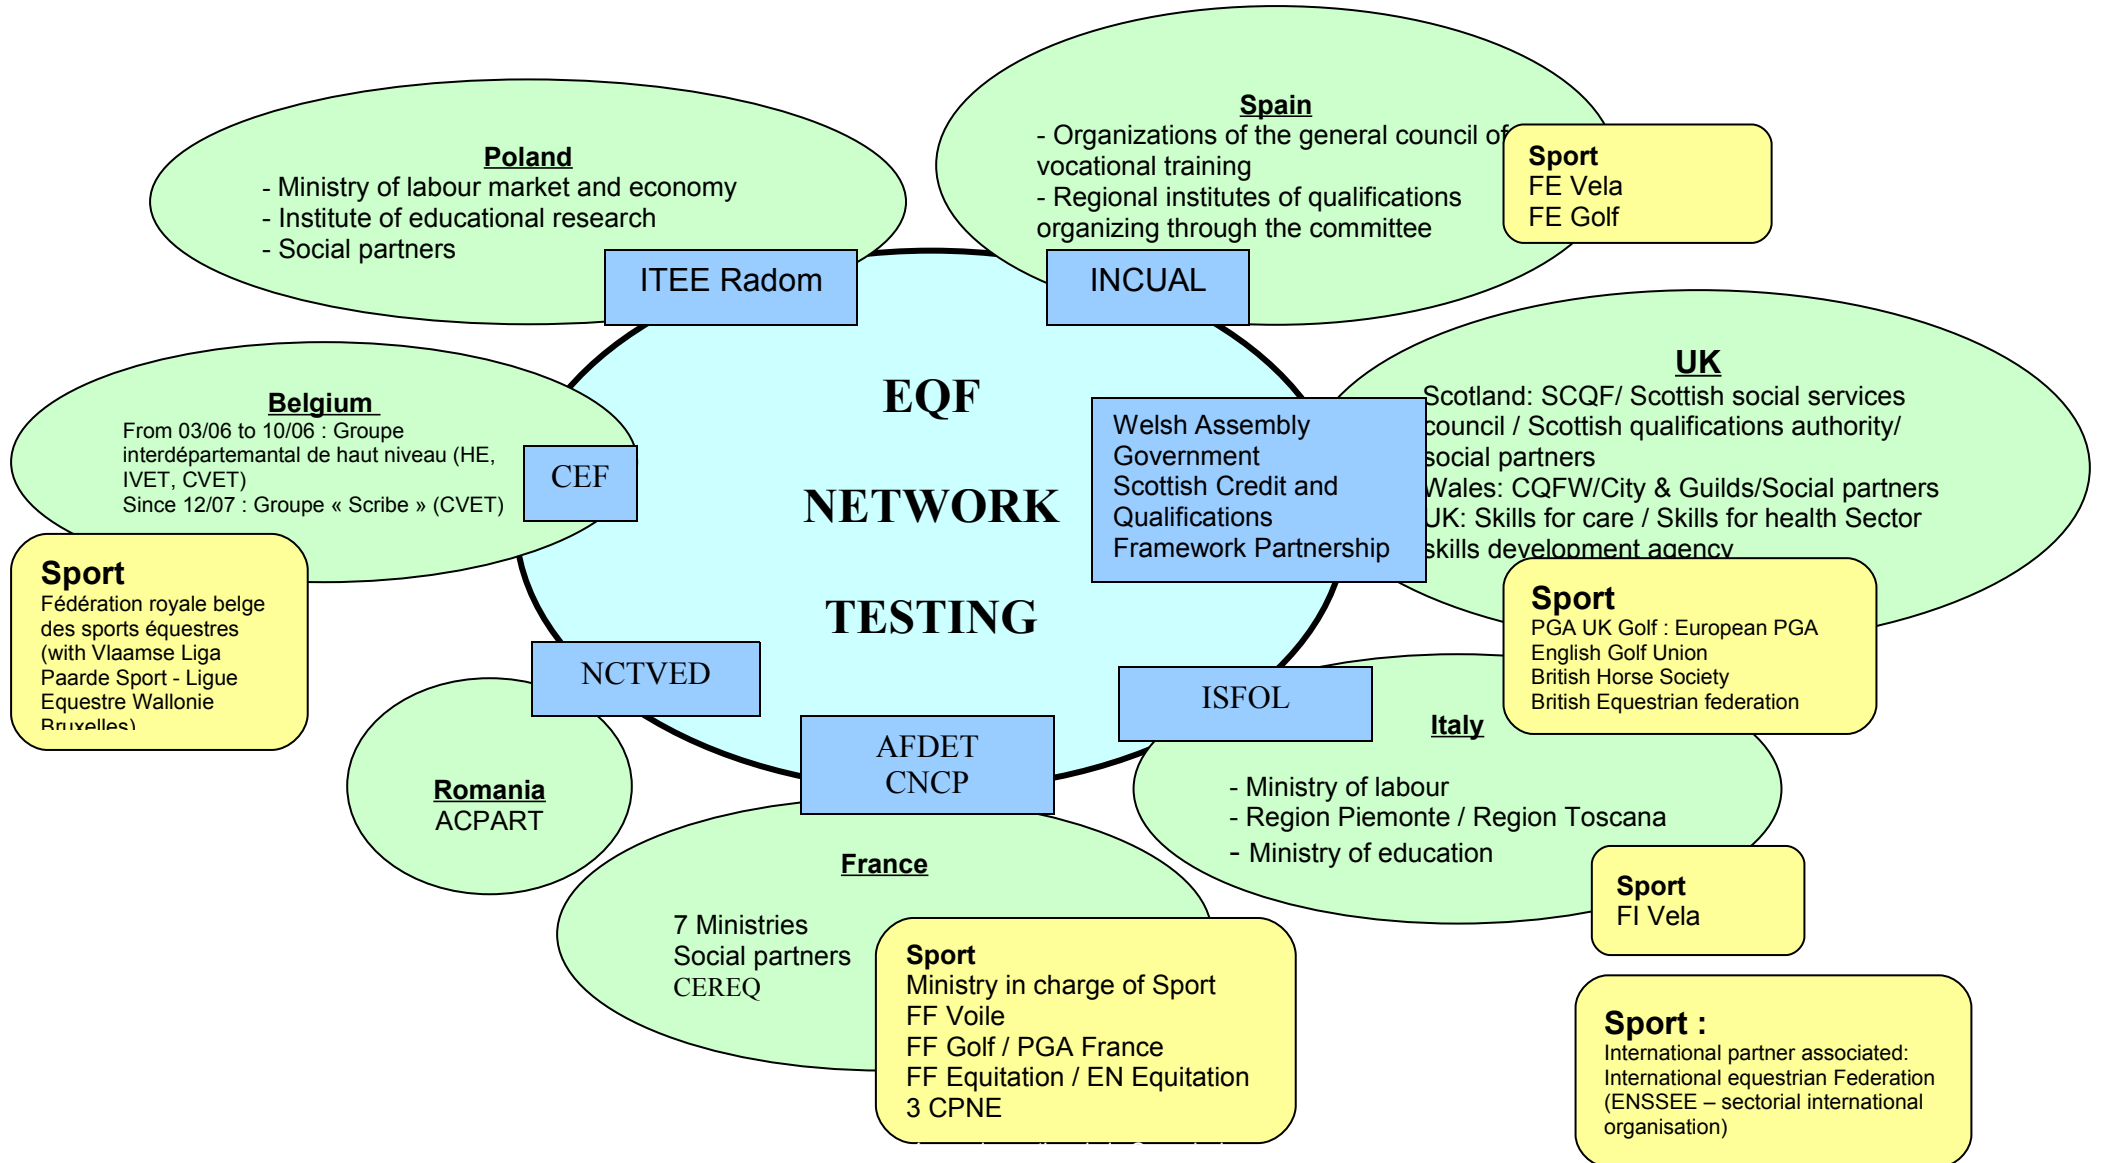 Poland
- Ministry of labour market and economy
- Institute of educational research
- Social partners
ITEE Radom
Spain
- Organizations of the general council of
vocational training
- Regional institutes of qualifications
organizing through the committee
INCUAL
Sport
FE Vela
FE Golf
EQF
NETWORK
TESTING
Belgium
From 03/06 to 10/06 : Groupe
interdépartemantal de haut niveau (HE,
IVET, CVET)
Since 12/07 : Groupe « Scribe » (CVET)
CEF
Sport
Fédération royale belge
des sports équestres
(with Vlaamse Liga
Paarde Sport - Ligue
Equestre Wallonie
Bruxelles)
Welsh Assembly
Government
Scottish Credit and
Qualifications
Framework Partnership
UK
Scotland: SCQF/ Scottish social services
council / Scottish qualifications authority/
social partners
Wales: CQFW/City & Guilds/Social partners
UK: Skills for care / Skills for health Sector
skills development agency
Sport
PGA UK Golf : European PGA
English Golf Union
British Horse Society
British Equestrian federation
NCTVED
Romania
ACPART
AFDET
CNCP
France
7 Ministries
Social partners
CEREQ
Sport
Ministry in charge of Sport
FF Voile
FF Golf / PGA France
FF Equitation / EN Equitation
3 CPNE
ISFOL
Italy
- Ministry of labour
- Region Piemonte / Region Toscana
- Ministry of education
Sport
FI Vela
Sport :
International partner associated:
International equestrian Federation
(ENSSEE – sectorial international
organisation)